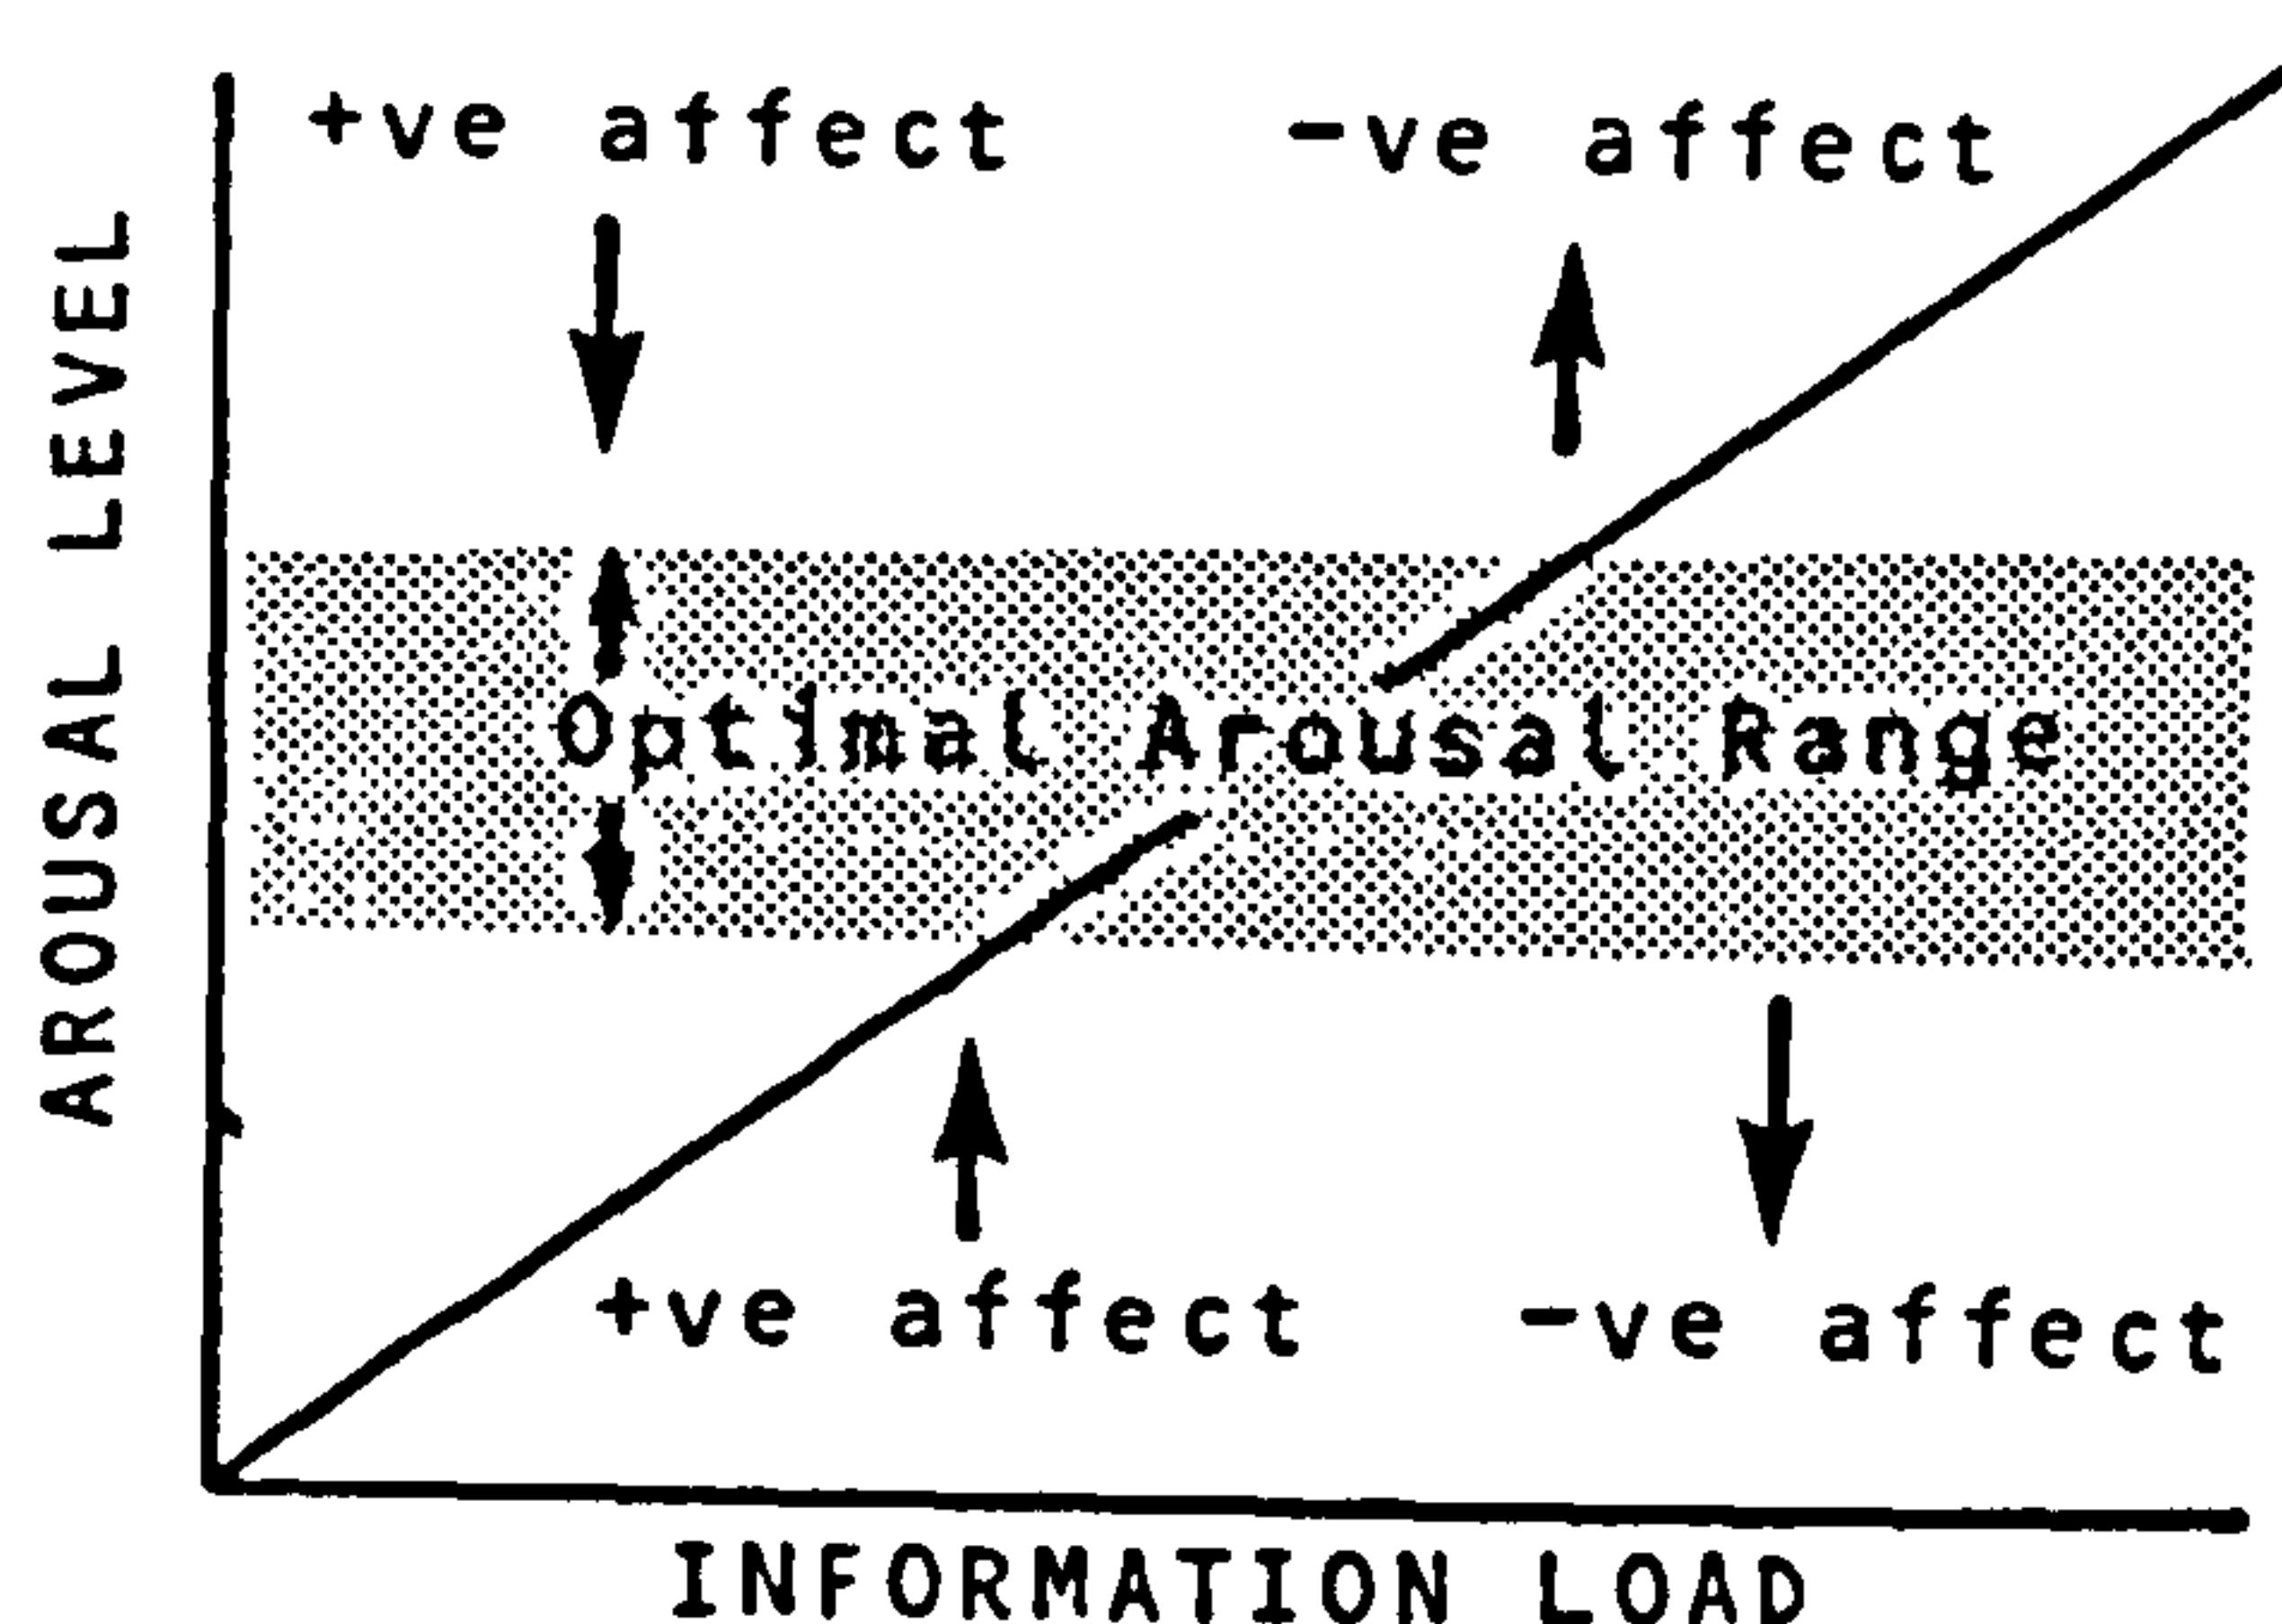 +ve affect
-ve affect
AROUSAL LEVEL
Optimal Arousal Range
+ve affect
-ve affect
INFORMATION LOAD